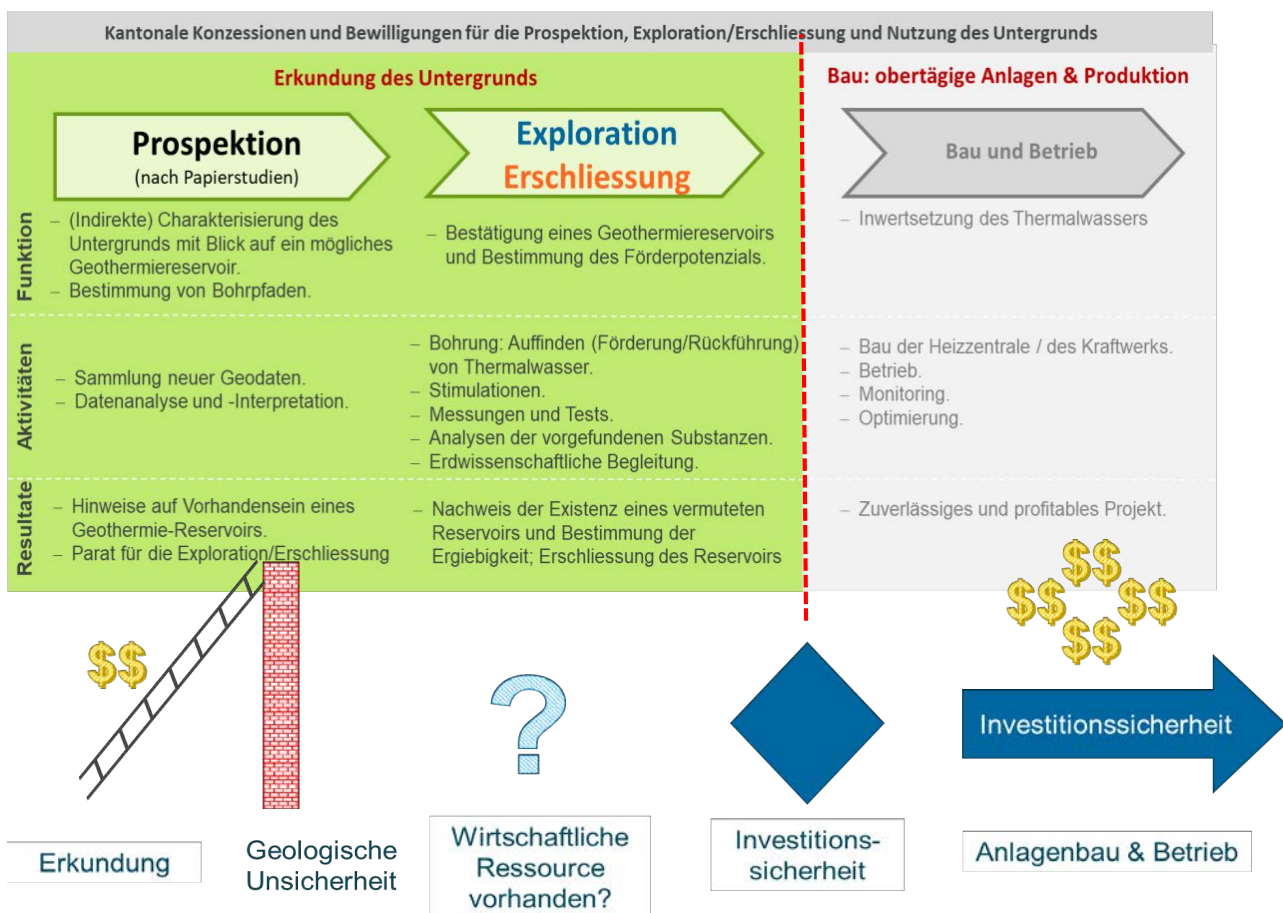 Kantonale Konzessionen und Bewilligungen für die Prospektion, Exploration/Erschliessung und Nutzung des Untergrunds
Erkundung des Untergrunds
Bau: obertägige Anlagen & Produktion
Prospektion
(nach Papierstudien)
Exploration
Erschliessung
Bau und Betrieb
Funktion
– (Indirekte) Charakterisierung des
Untergrunds mit Blick auf ein mögliches
Geothermiereservoir.
– Bestimmung von Bohrpfaden.
– Bestätigung eines Geothermiereservoirs
und Bestimmung des Förderpotenzials.
– Inwertsetzung des Thermalwassers
Aktivitäten
– Sammlung neuer Geodaten.
– Datenanalyse und -Interpretation.
– Bohrung: Auffinden (Förderung/Rückführung)
von Thermalwasser.
– Stimulationen.
– Messungen und Tests.
– Analysen der vorgefundenen Substanzen.
– Erdwissenschaftliche Begleitung.
– Bau der Heizzentrale / des Kraftwerks.
– Betrieb.
– Monitoring.
– Optimierung.
Resultate
– Hinweise auf Vorhandensein eines
Geothermie-Reservoirs.
– Parat für die Exploration/Erschliessung
– Nachweis der Existenz eines vermuteten
Reservoirs und Bestimmung der
Ergiebigkeit; Erschliessung des Reservoirs
– Zuverlässiges und profitables Projekt.
$$
$$
$$ $$
$$
?
Investitionssicherheit
Erkundung
Geologische
Unsicherheit
Wirtschaftliche
Ressource
vorhanden?
Investitions-
sicherheit
Anlagenbau & Betrieb